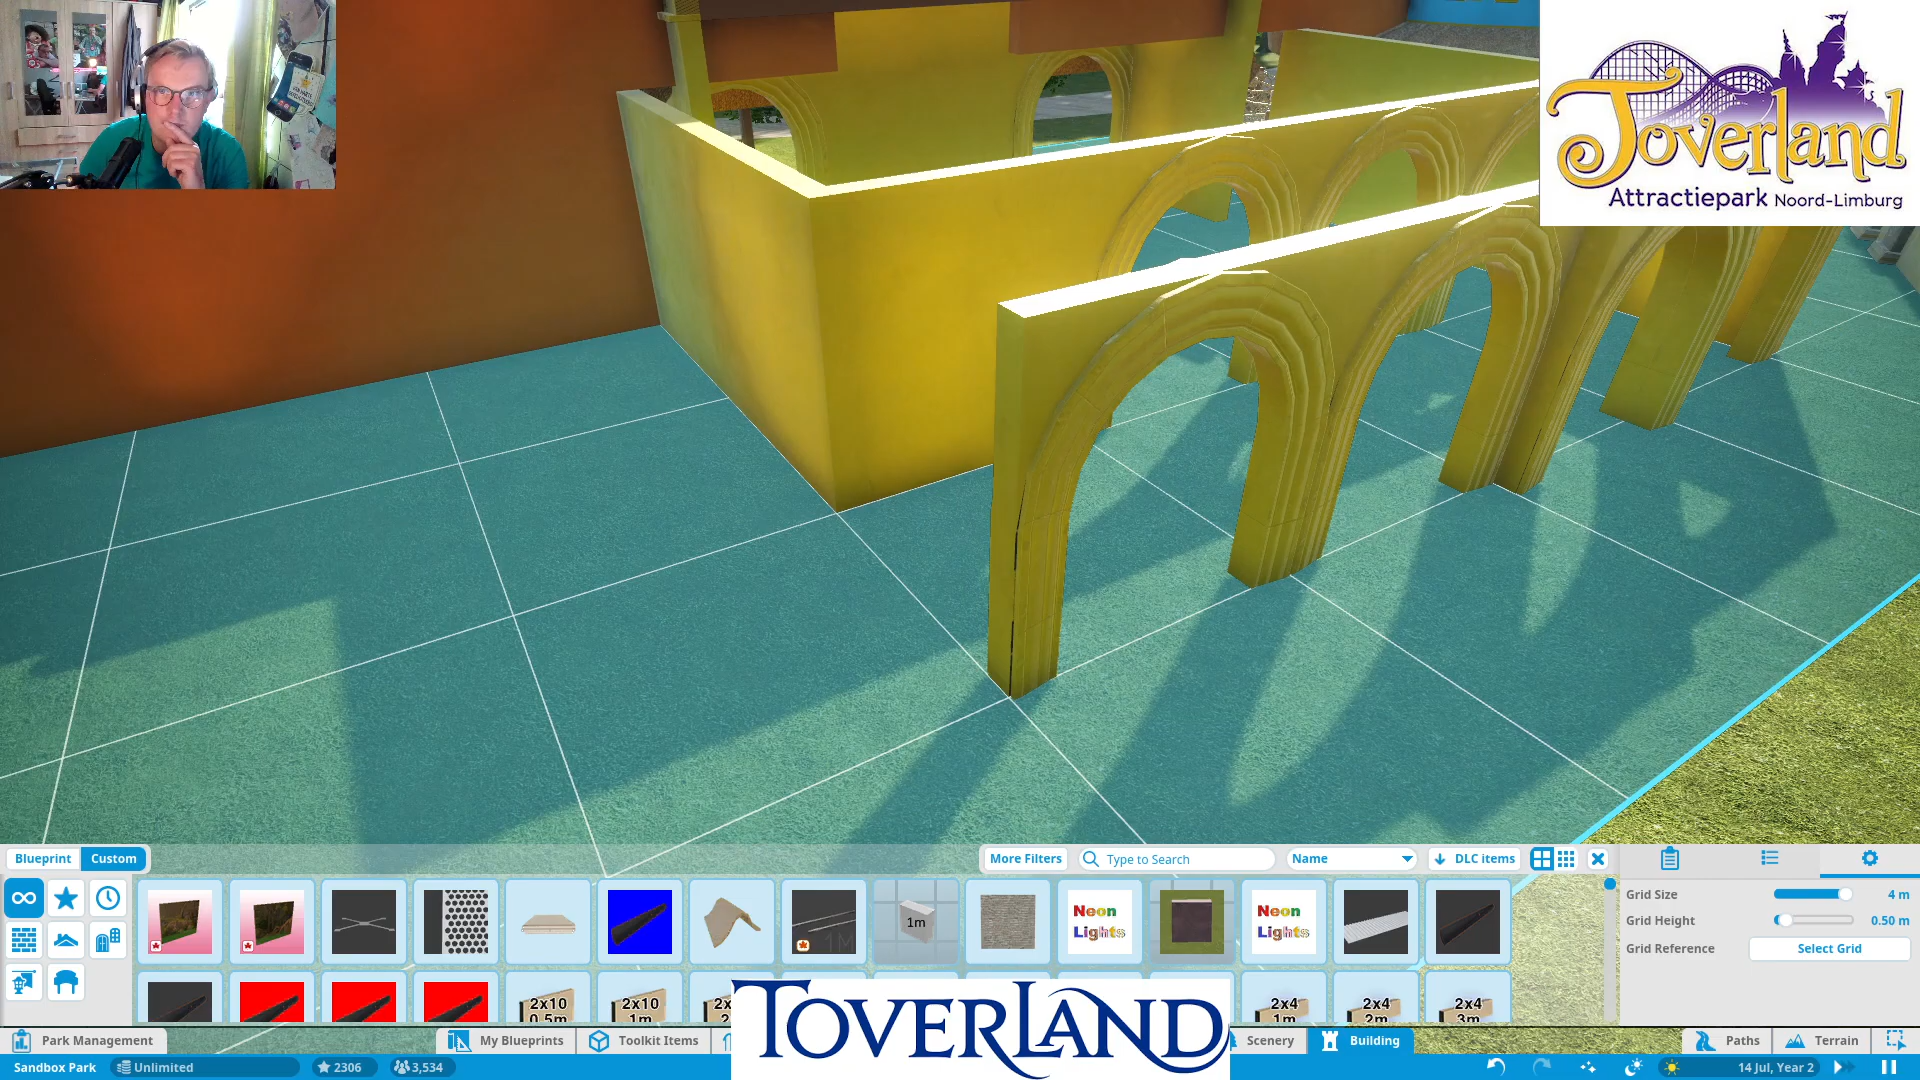 Toverland
Attractiepark Noord-Limburg
Blueprint
Custom
More Filters
Type to Search
Name
DLC items
Grid Size
4 m
Grid Height
0.50 m
Grid Reference
Select Grid
1M
1m
Neon
Lights
Neon
Lights
2x10
0.5m
2x10
1m
2x4
1m
2x4
2m
2x4
3m
TOVERLAND
Park Management
My Blueprints
Toolkit Items
Scenery
Building
Paths
Terrain
Sandbox Park
Unlimited
2306
3,534
14 Jul, Year 2